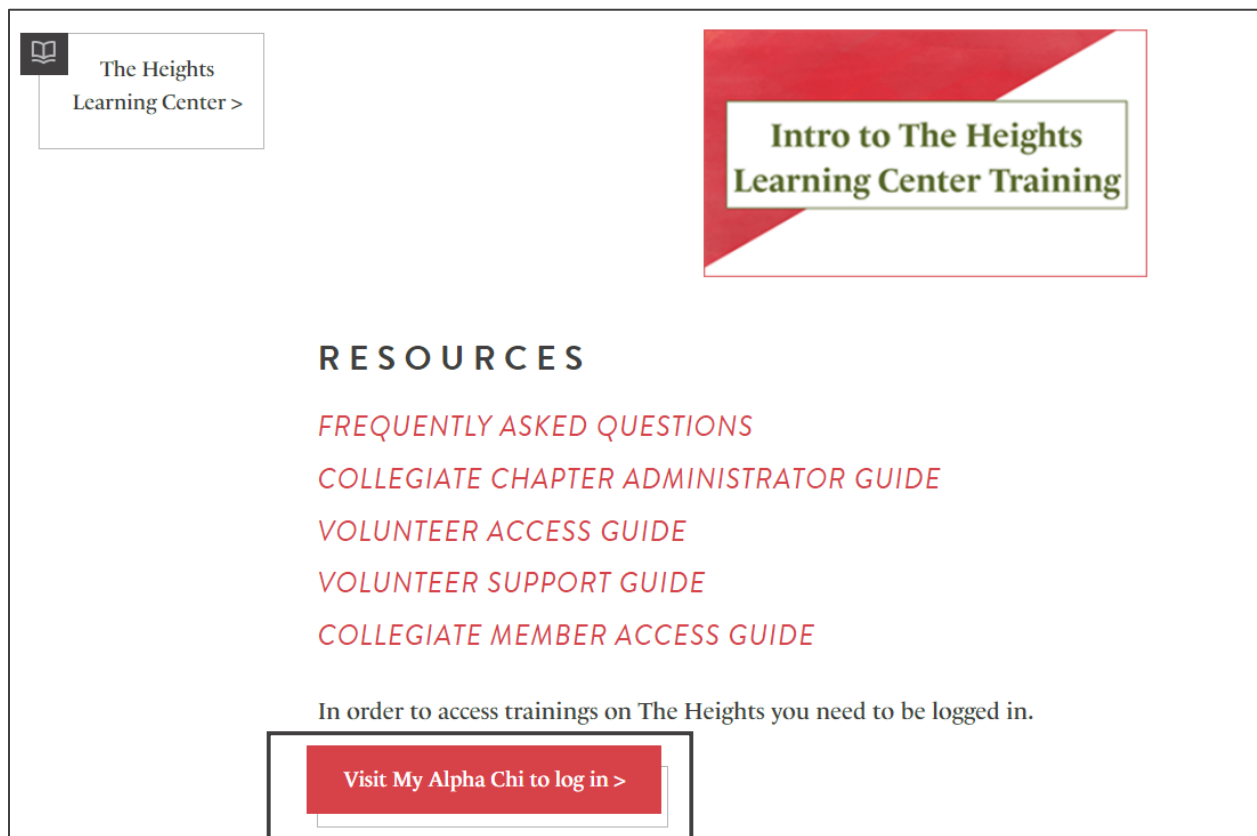 The Heights
Learning Center >
Intro to The Heights
Learning Center Training
RESOURCES
FREQUENTLY ASKED QUESTIONS
COLLEGIATE CHAPTER ADMINISTRATOR GUIDE
VOLUNTEER ACCESS GUIDE
VOLUNTEER SUPPORT GUIDE
COLLEGIATE MEMBER ACCESS GUIDE
In order to access trainings on The Heights you need to be logged in.
Visit My Alpha Chi to log in >